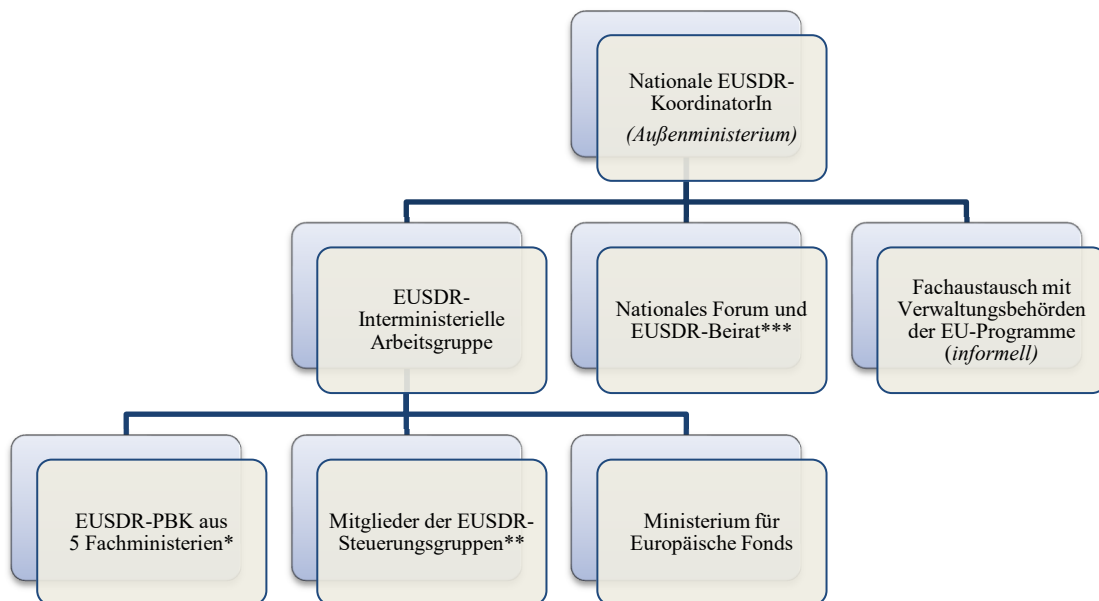 Nationale EUSDR-
KoordinatorIn
(Außenministerium)
EUSDR-
Interministerielle
Arbeitsgruppe
Nationales Forum und
EUSDR-Beirat***
Fachaustausch mit
Verwaltungsbehörden
der EU-Programme
(informell)
EUSDR-PBK aus
5 Fachministerien*
Mitglieder der EUSDR-
Steuerungsgruppen**
Ministerium für
Europäische Fonds